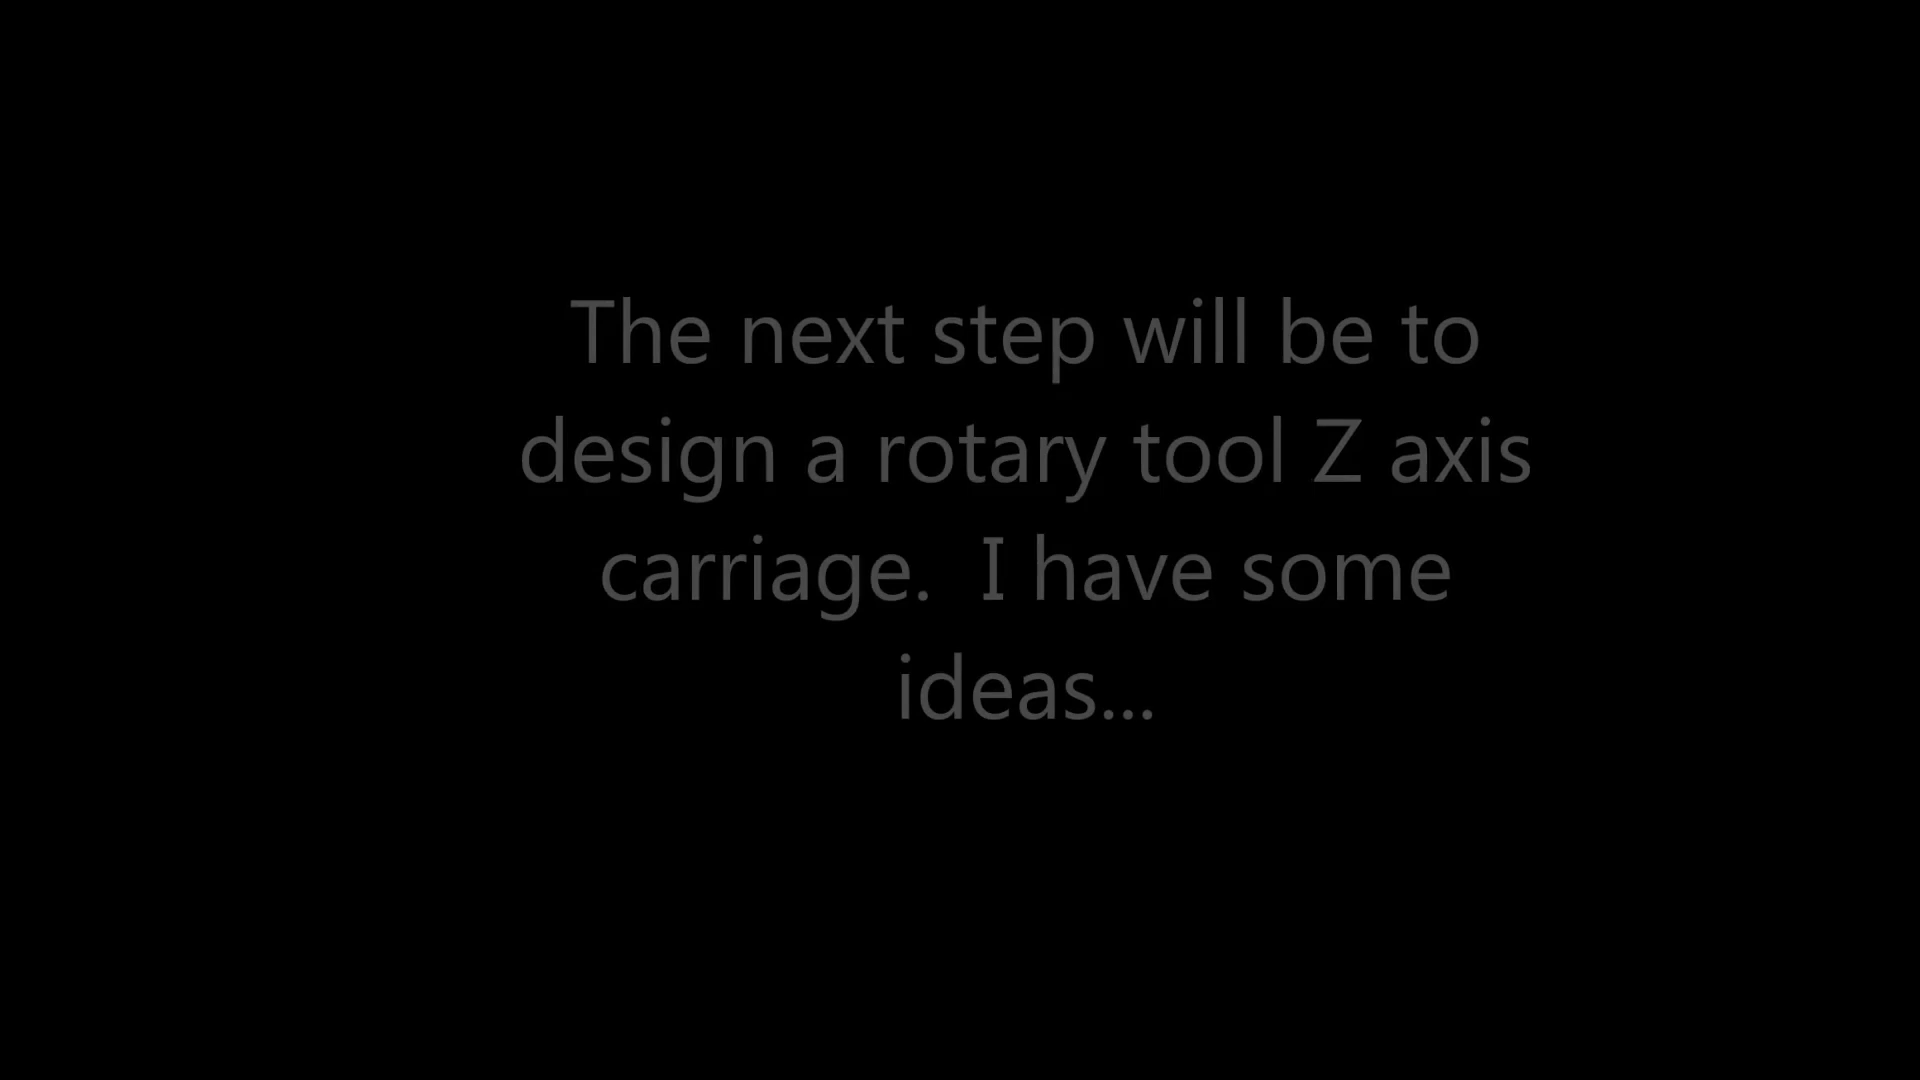 The next step will be to
design a rotary tool Z axis
carriage.  I have some
ideas...